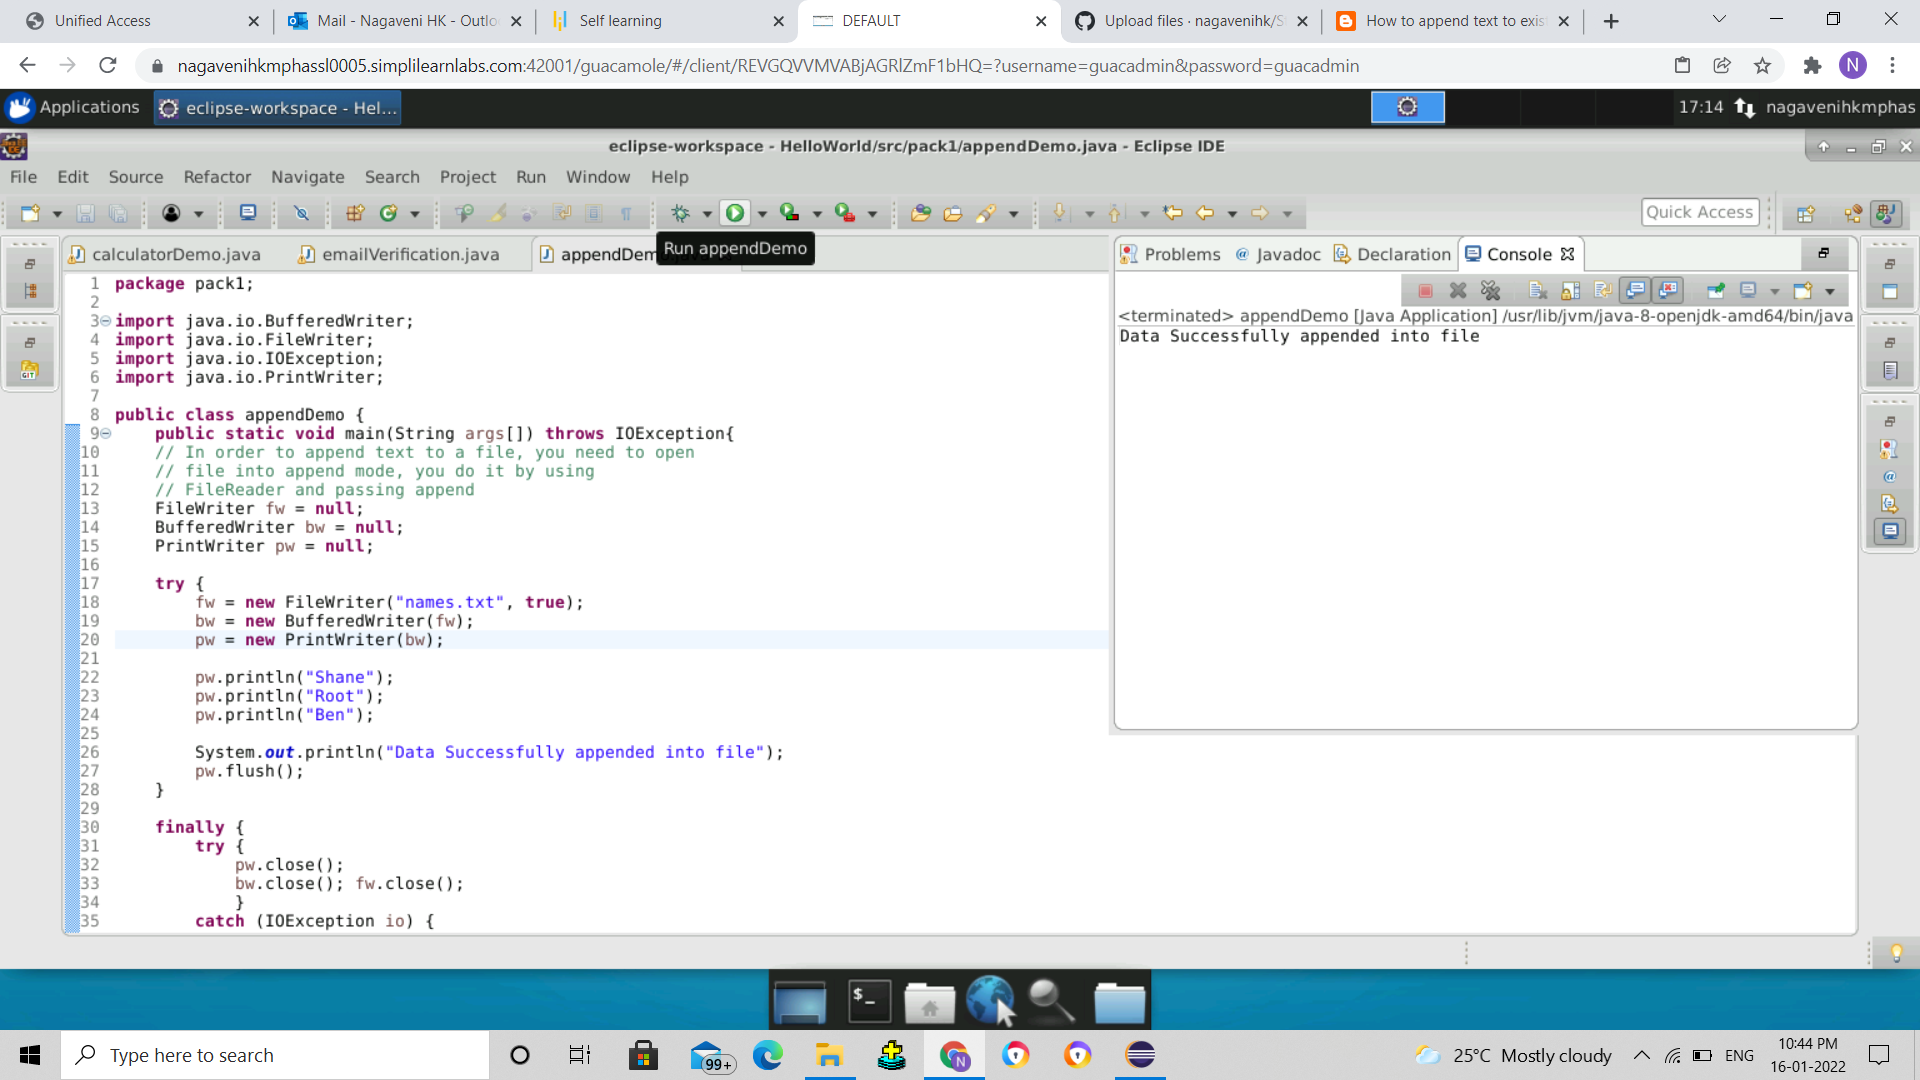 Unified Access
Mail - Nagaveni HK - Outlo
Self learning
DEFAULT
Upload files · nagavenihk/S
How to append text to exis
nagavenihkmphassl0005.simplilearnlabs.com:42001/guacamole/#/client/REVGQVVMVABjAGRlZmF1bHQ=?username=guacadmin&password=guacadmin
N
Applications
eclipse-workspace - Hel...
17:14
nagavenihkmphas
eclipse-workspace - HelloWorld/src/pack1/appendDemo.java - Eclipse IDE
File Edit Source Refactor Navigate Search Project Run Window Help
Quick Access
calculatorDemo.java
emailVerification.java
appendDem
Run appendDemo
Problems
@ Javadoc
Declaration
Console
<terminated> appendDemo [Java Application] /usr/lib/jvm/java-8-openjdk-amd64/bin/java
Data Successfully appended into file
1 package pack1;
2
3 import java.io.BufferedWriter;
4 import java.io.FileWriter;
5 import java.io.IOException;
6 import java.io.PrintWriter;
7
8 public class appendDemo {
9 public static void main(String args[]) throws IOException{
10 // In order to append text to a file, you need to open
11 // file into append mode, you do it by using
12 // FileReader and passing append
13 FileWriter fw = null;
14 BufferedWriter bw = null;
15 PrintWriter pw = null;
16
17 try {
18 fw = new FileWriter("names.txt", true);
19 bw = new BufferedWriter(fw);
20 pw = new PrintWriter(bw);
21
22 pw.println("Shane");
23 pw.println("Root");
24 pw.println("Ben");
25
26 System.out.println("Data Successfully appended into file");
27 pw.flush();
28 }
29
30 finally {
31 try {
32 pw.close();
33 bw.close(); fw.close();
34 }
35 catch (IOException io) {
GIT
$_
Type here to search
99+
N
25°C Mostly cloudy
ENG
10:44 PM
16-01-2022